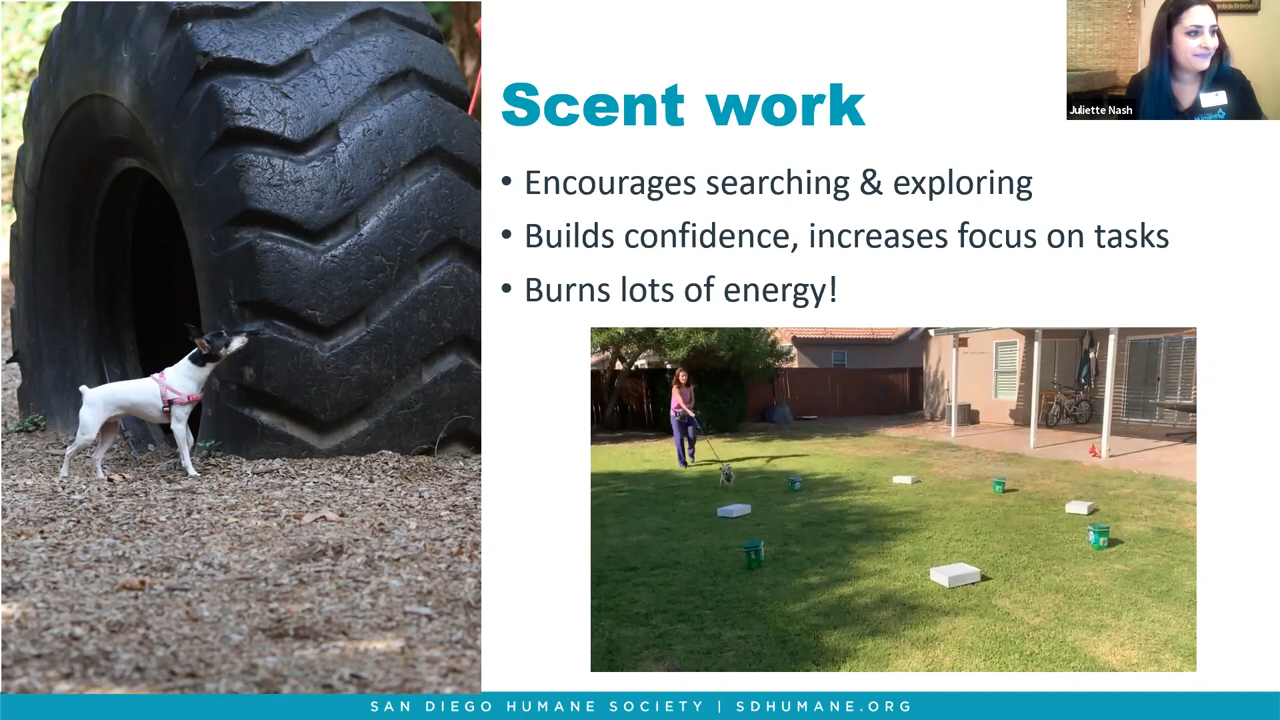 Scent work
Juliette Nash
• Encourages searching & exploring
• Builds confidence, increases focus on tasks
• Burns lots of energy!
SAN DIEGO HUMANE SOCIETY | SDHUMANE.ORG